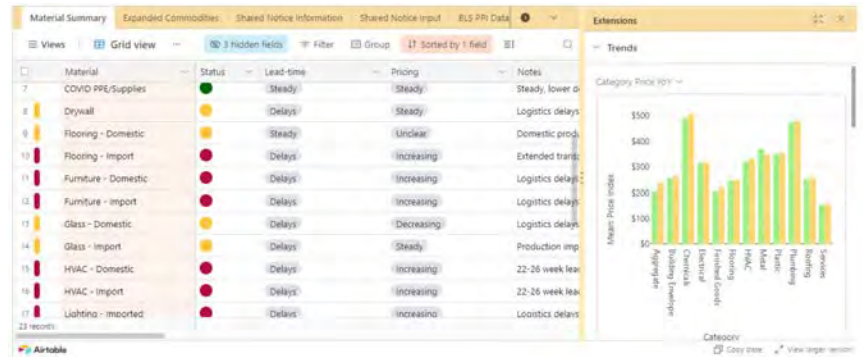 Material Summary Expanded Commodities Shared Notice Information Shared Notice Input BLS PPI Data
Extensions
Views Grid view 3 hidden fields Filter Group Sorted by 1 field
Trends
Material Status Lead-time Pricing Notes
7 COVID PPE/Supplies Steady Steady Steady, lower d
8 Drywall Delays Steady Logistics delays
9 Flooring - Domestic Steady Unclear Domestic produ
10 Flooring - Import Delays Increasing Extended trans
11 Furniture - Domestic Delays Increasing Logistics delays
12 Furniture - Import Delays Increasing Logistics delays
13 Glass - Domestic Delays Decreasing Logistics delays
14 Glass - Import Delays Steady Production imp
15 HVAC - Domestic Delays Increasing 22-26 week lea
16 HVAC - Import Delays Increasing 22-26 week lea
17 Lighting - Imported Delays Increasing Logistics delays
23 records
Category Price YoY
Mean Price Index
$500
$400
$300
$200
$100
$0
Aggregate
Building Envelope
Chemicals
Electrical
Finished Goods
Flooring
HVAC
Metal
Plastic
Plumbing
Roofing
Services
Category
Airtable
Copy base View larger version